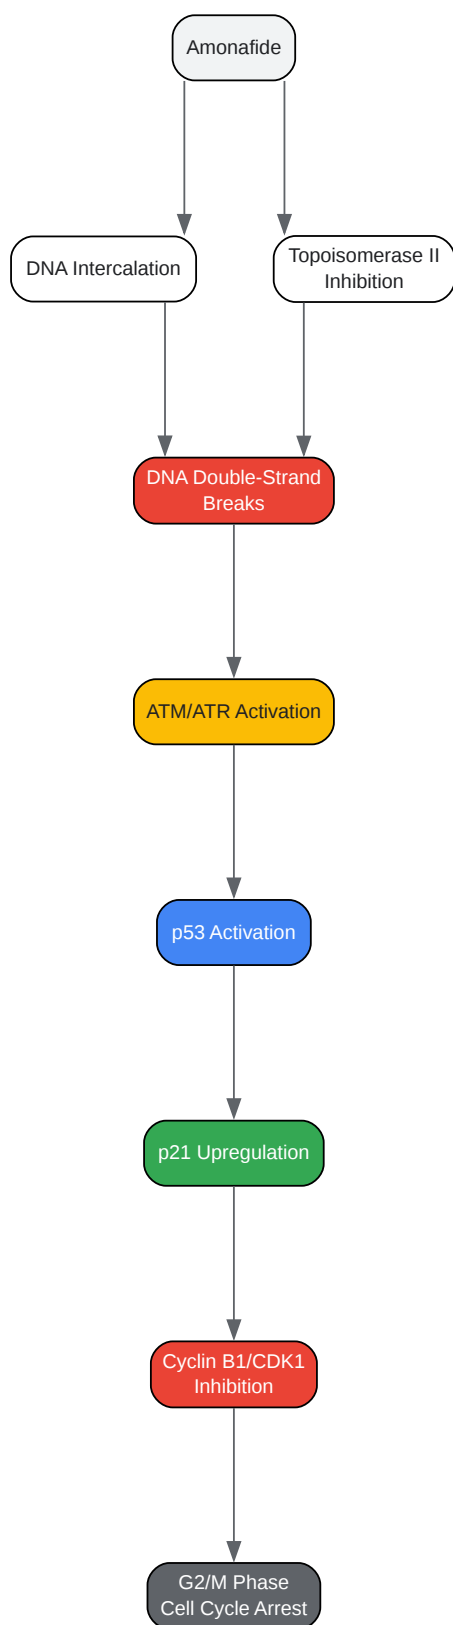 Amonafide
DNA Intercalation
Topoisomerase II
Inhibition
DNA Double-Strand
Breaks
ATM/ATR Activation
p53 Activation
p21 Upregulation
Cyclin B1/CDK1
Inhibition
G2/M Phase
Cell Cycle Arrest